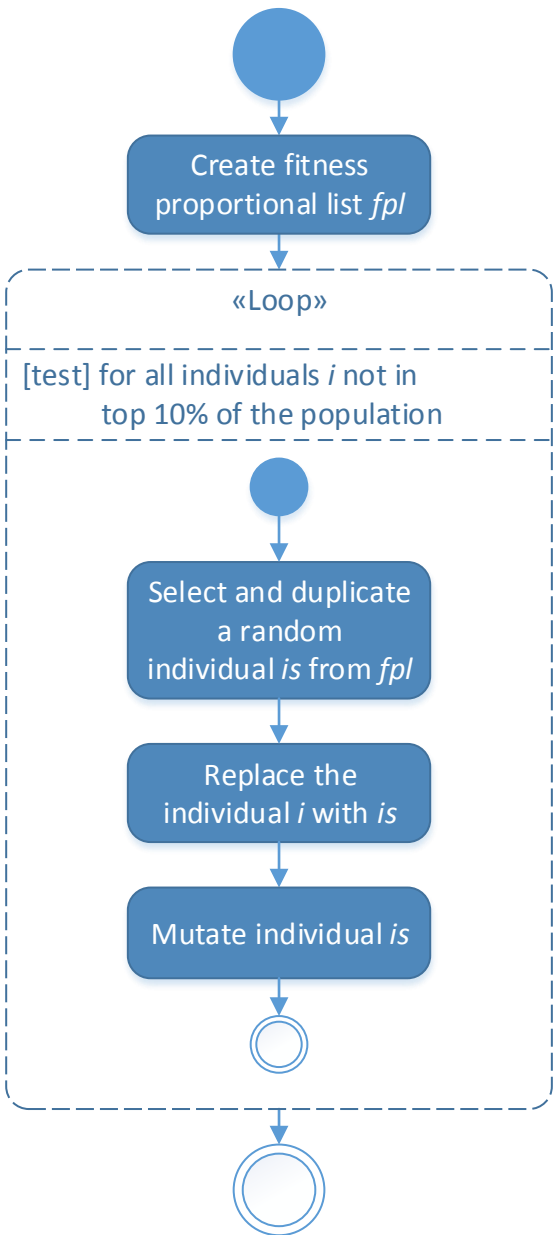 Create fitness
proportional list fpl
«Loop»
[test] for all individuals i not in
top 10% of the population
Select and duplicate
a random
individual is from fpl
Replace the
individual i with is
Mutate individual is